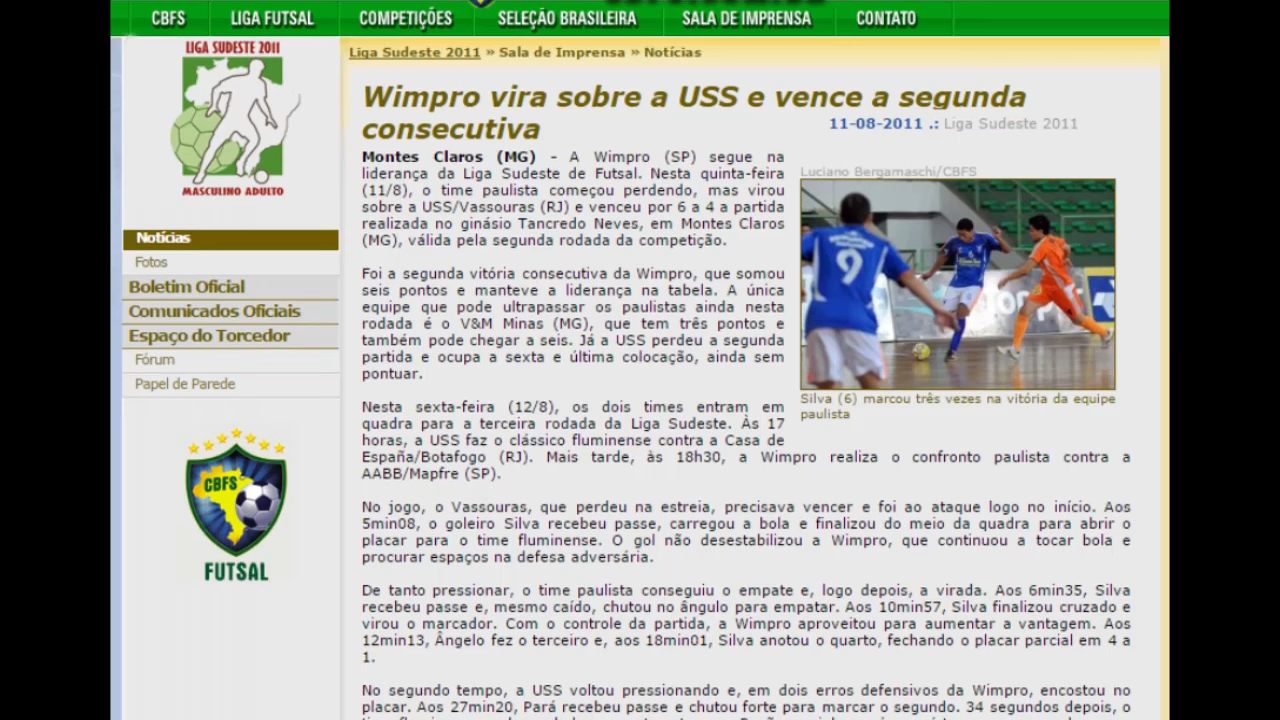 CBFS
LIGA FUTSAL
COMPETIÇÕES
SELEÇÃO BRASILEIRA
SALA DE IMPRENSA
CONTATO
LIGA SUDESTE 2011
MASCULINO ADULTO
Notícias
Fotos
Boletim Oficial
Comunicados Oficiais
Espaço do Torcedor
Fórum
Papel de Parede
CBFS
FUTSAL
Liga Sudeste 2011 » Sala de Imprensa » Notícias
Wimpro vira sobre a USS e vence a segunda
consecutiva
11-08-2011 .: Liga Sudeste 2011
Montes Claros (MG) - A Wimpro (SP) segue na
liderança da Liga Sudeste de Futsal. Nesta quinta-feira
(11/8), o time paulista começou perdendo, mas virou
sobre a USS/Vassouras (RJ) e venceu por 6 a 4 a partida
realizada no ginásio Tancredo Neves, em Montes Claros
(MG), válida pela segunda rodada da competição.
Luciano Bergamaschi/CBFS
9
Silva (6) marcou três vezes na vitória da equipe
paulista
Foi a segunda vitória consecutiva da Wimpro, que somou
seis pontos e manteve a liderança na tabela. A única
equipe que pode ultrapassar os paulistas ainda nesta
rodada é o V&M Minas (MG), que tem três pontos e
também pode chegar a seis. Já a USS perdeu a segunda
partida e ocupa a sexta e última colocação, ainda sem
pontuar.
Nesta sexta-feira (12/8), os dois times entram em
quadra para a terceira rodada da Liga Sudeste. Às 17
horas, a USS faz o clássico fluminense contra a Casa de
España/Botafogo (RJ). Mais tarde, às 18h30, a Wimpro realiza o confronto paulista contra a
AABB/Mapfre (SP).
No jogo, o Vassouras, que perdeu na estreia, precisava vencer e foi ao ataque logo no início. Aos
5min08, o goleiro Silva recebeu passe, carregou a bola e finalizou do meio da quadra para abrir o
placar para o time fluminense. O gol não desestabilizou a Wimpro, que continuou a tocar bola e
procurar espaços na defesa adversária.
De tanto pressionar, o time paulista conseguiu o empate e, logo depois, a virada. Aos 6min35, Silva
recebeu passe e, mesmo caído, chutou no ângulo para empatar. Aos 10min57, Silva finalizou cruzado e
virou o marcador. Com o controle da partida, a Wimpro aproveitou para aumentar a vantagem. Aos
12min13, Ângelo fez o terceiro e, aos 18min01, Silva anotou o quarto, fechando o placar parcial em 4 a
1.
No segundo tempo, a USS voltou pressionando e, em dois erros defensivos da Wimpro, encostou no
placar. Aos 27min20, Pará recebeu passe e chutou forte para marcar o segundo. 34 segundos depois, o